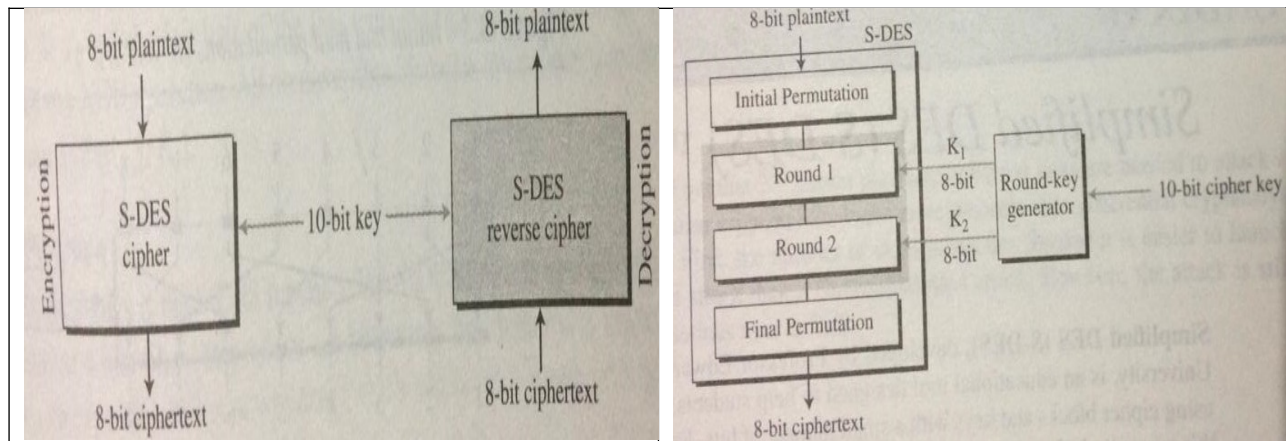 8-bit plaintext
Encryption
S-DES
cipher
10-bit key
8-bit ciphertext
8-bit plaintext
S-DES
reverse cipher
Decryption
8-bit ciphertext
8-bit plaintext
S-DES
Initial Permutation
Round 1
Round 2
Final Permutation
K1
8-bit
K2
8-bit
Round-key
generator
10-bit cipher key
8-bit ciphertext
Simplified DES (S-DES)